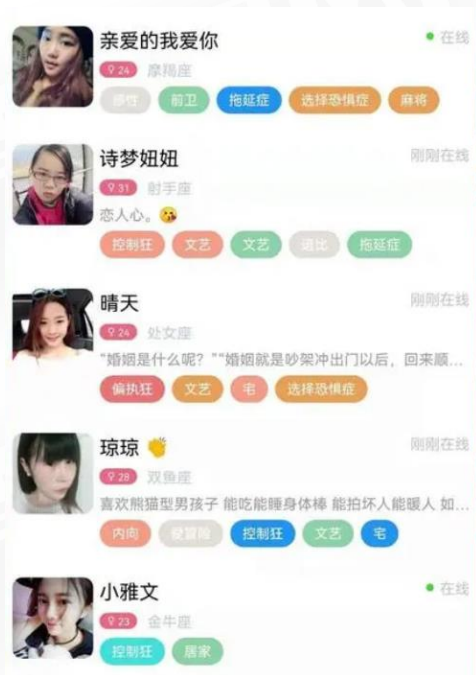 亲爱的我爱你
在线
♀24 摩羯座
感性 前卫 拖延症 选择恐惧症 麻将
诗梦妞妞
刚刚在线
♀31 射手座
恋人心。😘
控制狂 文艺 文艺 逗比 拖延症
晴天
刚刚在线
♀24 处女座
“婚姻是什么呢？”“婚姻就是吵架冲出门以后，回来顺…
偏执狂 文艺 宅 选择恐惧症
琼琼 👏
刚刚在线
♀28 双鱼座
喜欢熊猫型男孩子 能吃能睡身体棒 能拍坏人能暖人 如…
内向 爱冒险 控制狂 文艺 宅
小雅文
在线
♀23 金牛座
控制狂 居家